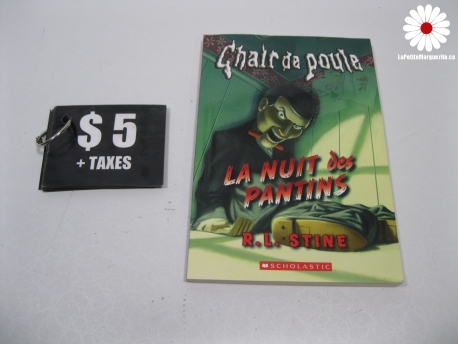 LaPetiteMarguerite.ca
Chair de poule
$ 5
+ TAXES
LA NUIT des
PANTINS
R.L. STINE
SCHOLASTIC